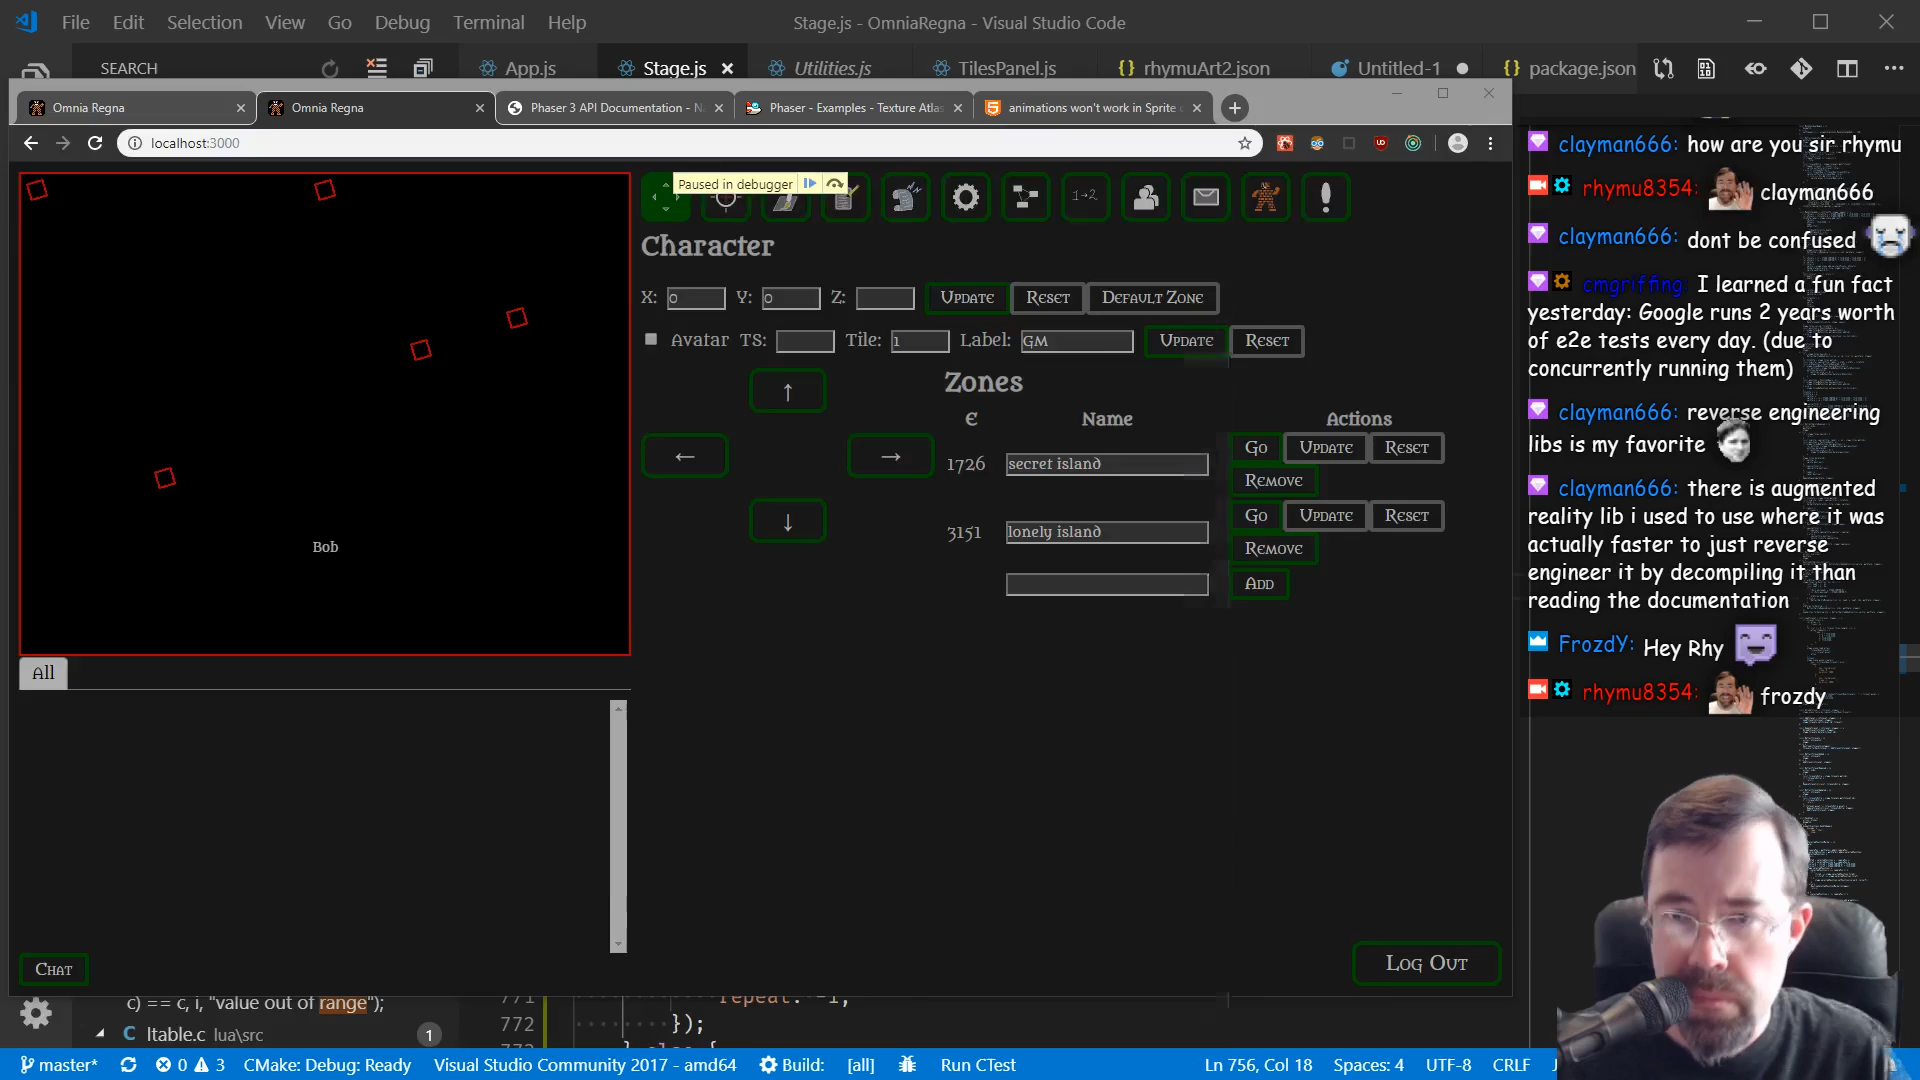 File Edit Selection View Go Debug Terminal Help
Stage.js - OmniaRegna - Visual Studio Code
SEARCH
App.js
Stage.js
Utilities.js
TilesPanel.js
rhymuArt2.json
Untitled-1
package.json
Omnia Regna
Omnia Regna
Phaser 3 API Documentation - N
Phaser - Examples - Texture Atlas
animations won't work in Sprite
localhost:3000
Paused in debugger
1→2
Character
X: 0 Y: 0 Z: Update Reset Default Zone
Avatar TS: Tile: 1 Label: GM Update Reset
Zones
Є Name Actions
1726 secret island Go Update Reset
Remove
3151 lonely island Go Update Reset
Remove
Add
↑
← →
↓
Bob
All
Chat
Log Out
clayman666: how are you sir rhymu
rhymu8354: clayman666
clayman666: dont be confused
cmgriffing: I learned a fun fact
yesterday: Google runs 2 years worth
of e2e tests every day. (due to
concurrently running them)
clayman666: reverse engineering
libs is my favorite
clayman666: there is augmented
reality lib i used to use where it was
actually faster to just reverse
engineer it by decompiling it than
reading the documentation
FrozdY: Hey Rhy
rhymu8354: frozdy
c) == c, i, "value out of range");
ltable.c lua\src 1
771 repeat: -1,
772 });
master* 0 3 CMake: Debug: Ready Visual Studio Community 2017 - amd64 Build: [all] Run CTest Ln 756, Col 18 Spaces: 4 UTF-8 CRLF